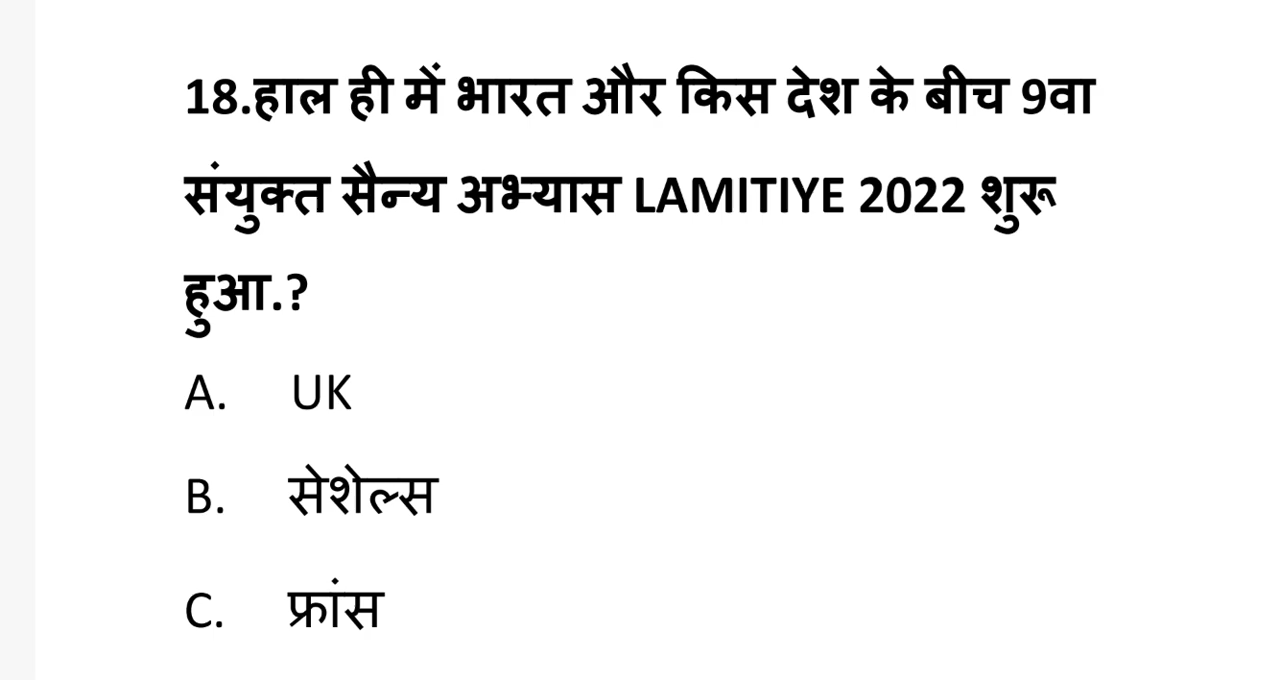 18.हाल ही में भारत और किस देश के बीच 9वा
संयुक्त सैन्य अभ्यास LAMITIYE 2022 शुरू
हुआ.?
A. UK
B. सेशेल्स
C. फ्रांस